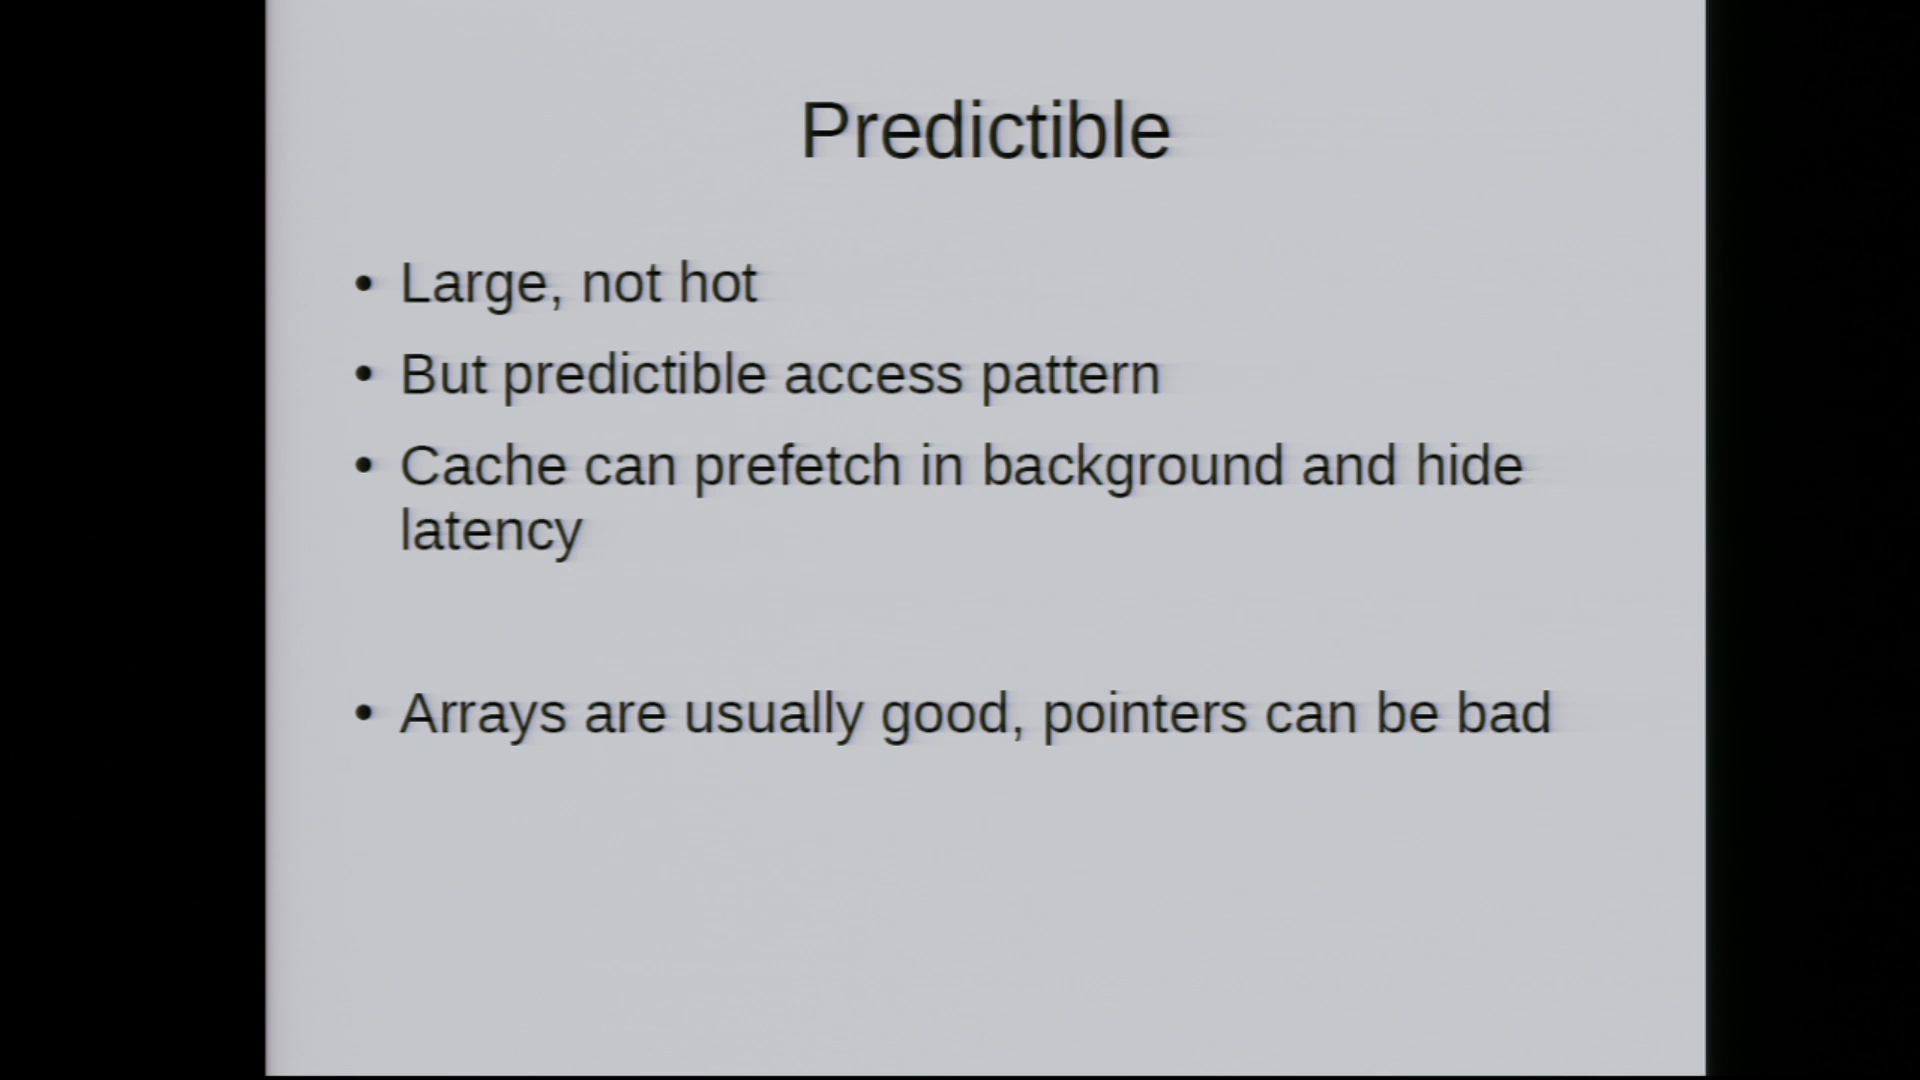 Predictible
• Large, not hot
• But predictible access pattern
• Cache can prefetch in background and hide
latency
• Arrays are usually good, pointers can be bad